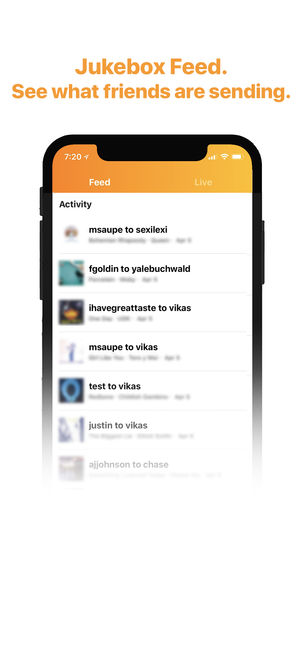 Jukebox Feed.
See what friends are sending.
7:20
Feed
Live
Activity
msaupe to sexilexi
Bohemian Rhapsody · Queen · Apr 5
fgoldin to yalebuchwald
Porcelain · Moby · Apr 5
ihavegreattaste to vikas
Apr 5
msaupe to vikas
Girl Like You · Apr 5
test to vikas
Redbone · Childish Gambino · Apr 5
justin to vikas
The Biggest Lie · Elliott Smith · Apr 5
ajjohnson to chase